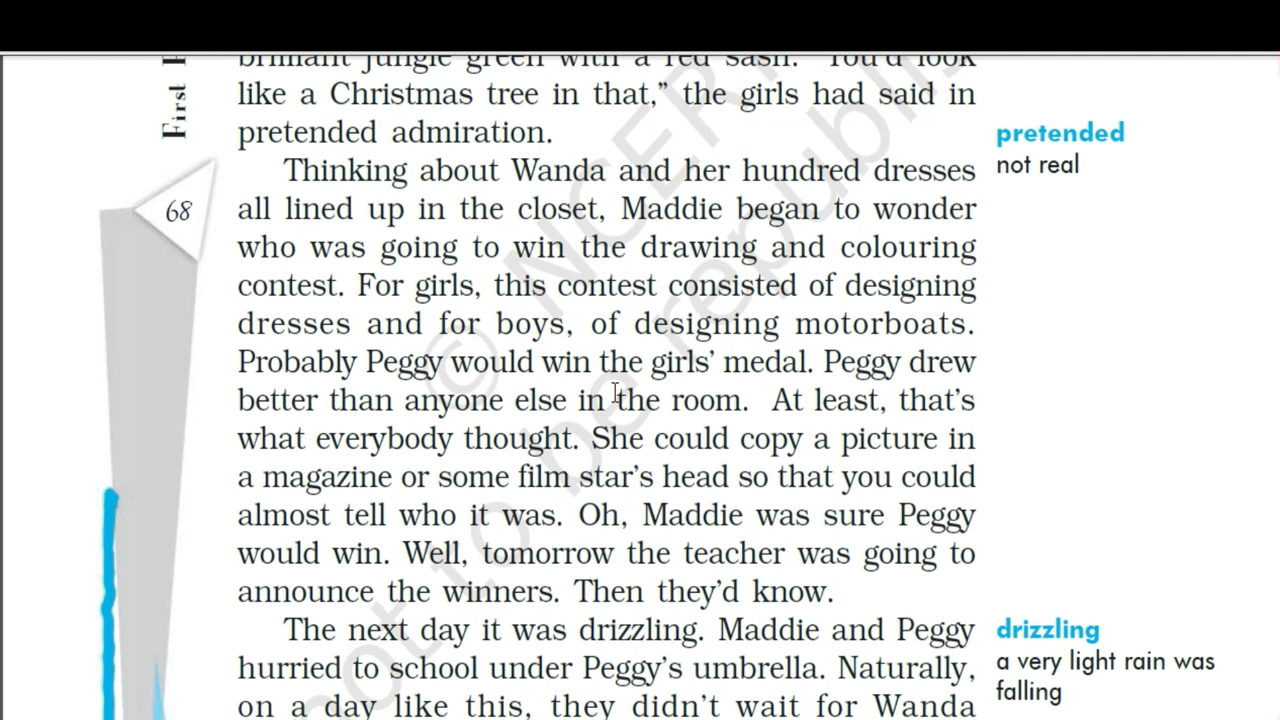 brilliant jungle green with a red sash. "You'd look
like a Christmas tree in that,” the girls had said in
pretended admiration.
Thinking about Wanda and her hundred dresses
all lined up in the closet, Maddie began to wonder
who was going to win the drawing and colouring
contest. For girls, this contest consisted of designing
dresses and for boys, of designing motorboats.
Probably Peggy would win the girls’ medal. Peggy drew
better than anyone else in the room. At least, that’s
what everybody thought. She could copy a picture in
a magazine or some film star’s head so that you could
almost tell who it was. Oh, Maddie was sure Peggy
would win. Well, tomorrow the teacher was going to
announce the winners. Then they’d know.
The next day it was drizzling. Maddie and Peggy
hurried to school under Peggy’s umbrella. Naturally,
on a day like this, they didn’t wait for Wanda
pretended
not real
drizzling
a very light rain was
falling
First
68
© NCER
not to be republis